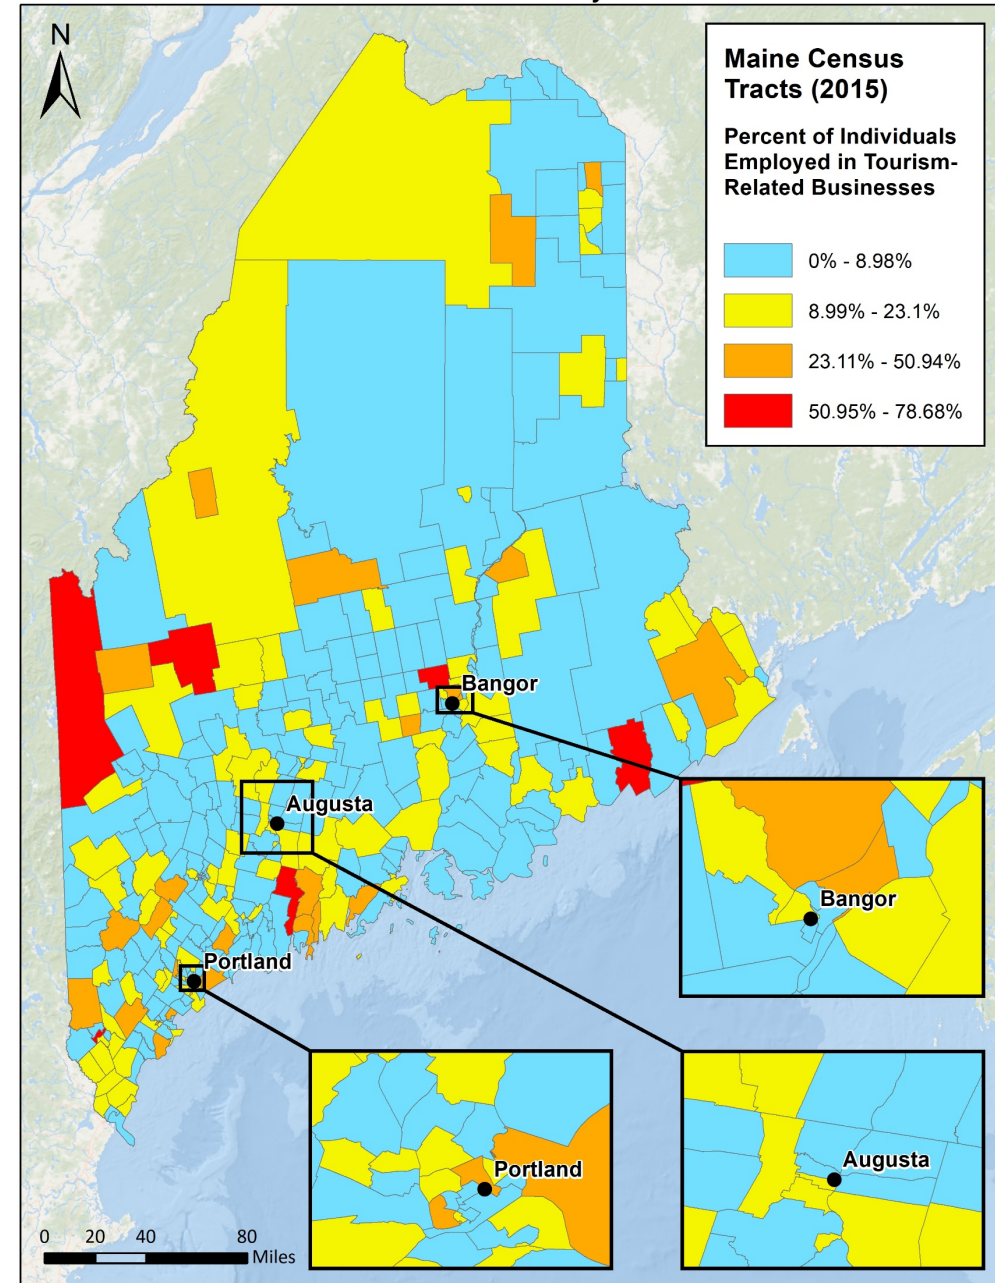 N
Maine Census
Tracts (2015)
Percent of Individuals
Employed in Tourism-
Related Businesses
0% - 8.98%
8.99% - 23.1%
23.11% - 50.94%
50.95% - 78.68%
Bangor
Augusta
Portland
Bangor
Portland
Augusta
0 20 40 80
Miles